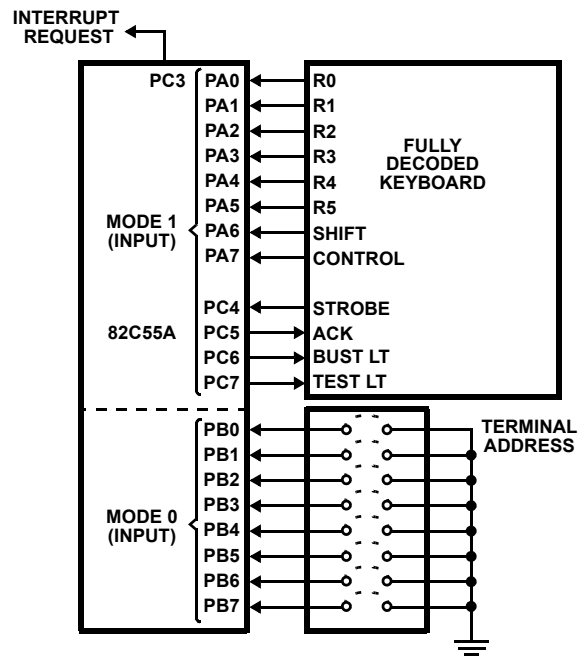 INTERRUPT
REQUEST
PC3 PA0 R0
PA1 R1
PA2 R2
PA3 R3
PA4 R4
PA5 R5
PA6 SHIFT
PA7 CONTROL
FULLY
DECODED
KEYBOARD
MODE 1
(INPUT)
PC4 STROBE
82C55A PC5 ACK
PC6 BUST LT
PC7 TEST LT
PB0
PB1
PB2
PB3
PB4
PB5
PB6
PB7
MODE 0
(INPUT)
TERMINAL
ADDRESS